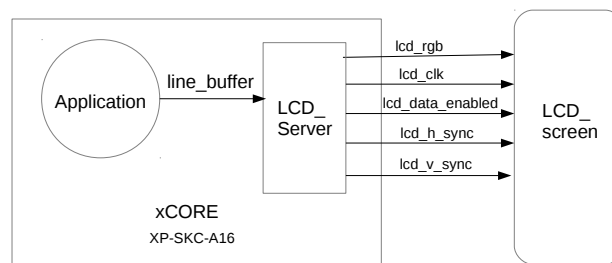 Application
line_buffer
LCD_
Server
lcd_rgb
lcd_clk
lcd_data_enabled
lcd_h_sync
lcd_v_sync
LCD_
screen
xCORE
XP-SKC-A16